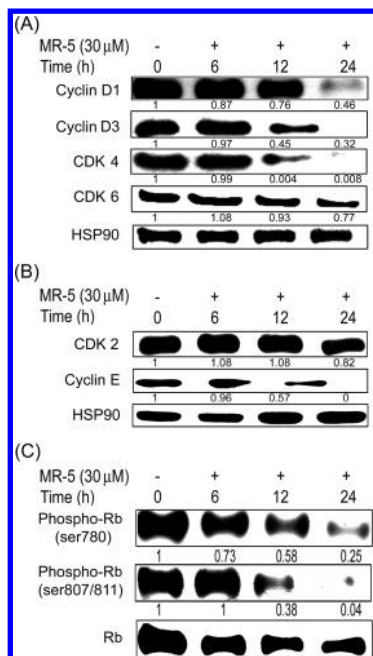 (A)
MR-5 (30 μM) - + + +
Time (h) 0 6 12 24
Cyclin D1
1 0.87 0.76 0.46
Cyclin D3
1 0.97 0.45 0.32
CDK 4
1 0.99 0.004 0.008
CDK 6
1 1.08 0.93 0.77
HSP90
(B)
MR-5 (30 μM) - + + +
Time (h) 0 6 12 24
CDK 2
1 1.08 1.08 0.82
Cyclin E
1 0.96 0.57 0
HSP90
(C)
MR-5 (30 μM) - + + +
Time (h) 0 6 12 24
Phospho-Rb
(ser780)
1 0.73 0.58 0.25
Phospho-Rb
(ser807/811)
1 1 0.38 0.04
Rb